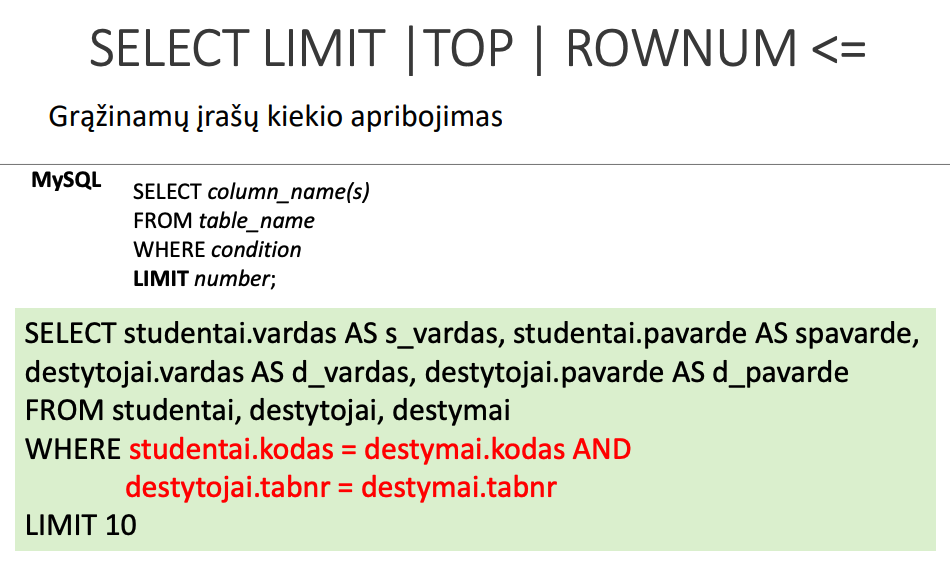 SELECT LIMIT |TOP | ROWNUM <=
Grąžinamų įrašų kiekio apribojimas
MySQL
SELECT column_name(s)
FROM table_name
WHERE condition
LIMIT number;
SELECT studentai.vardas AS s_vardas, studentai.pavarde AS spavarde,
destytojai.vardas AS d_vardas, destytojai.pavarde AS d_pavarde
FROM studentai, destytojai, destymai
WHERE studentai.kodas = destymai.kodas AND
destytojai.tabnr = destymai.tabnr
LIMIT 10